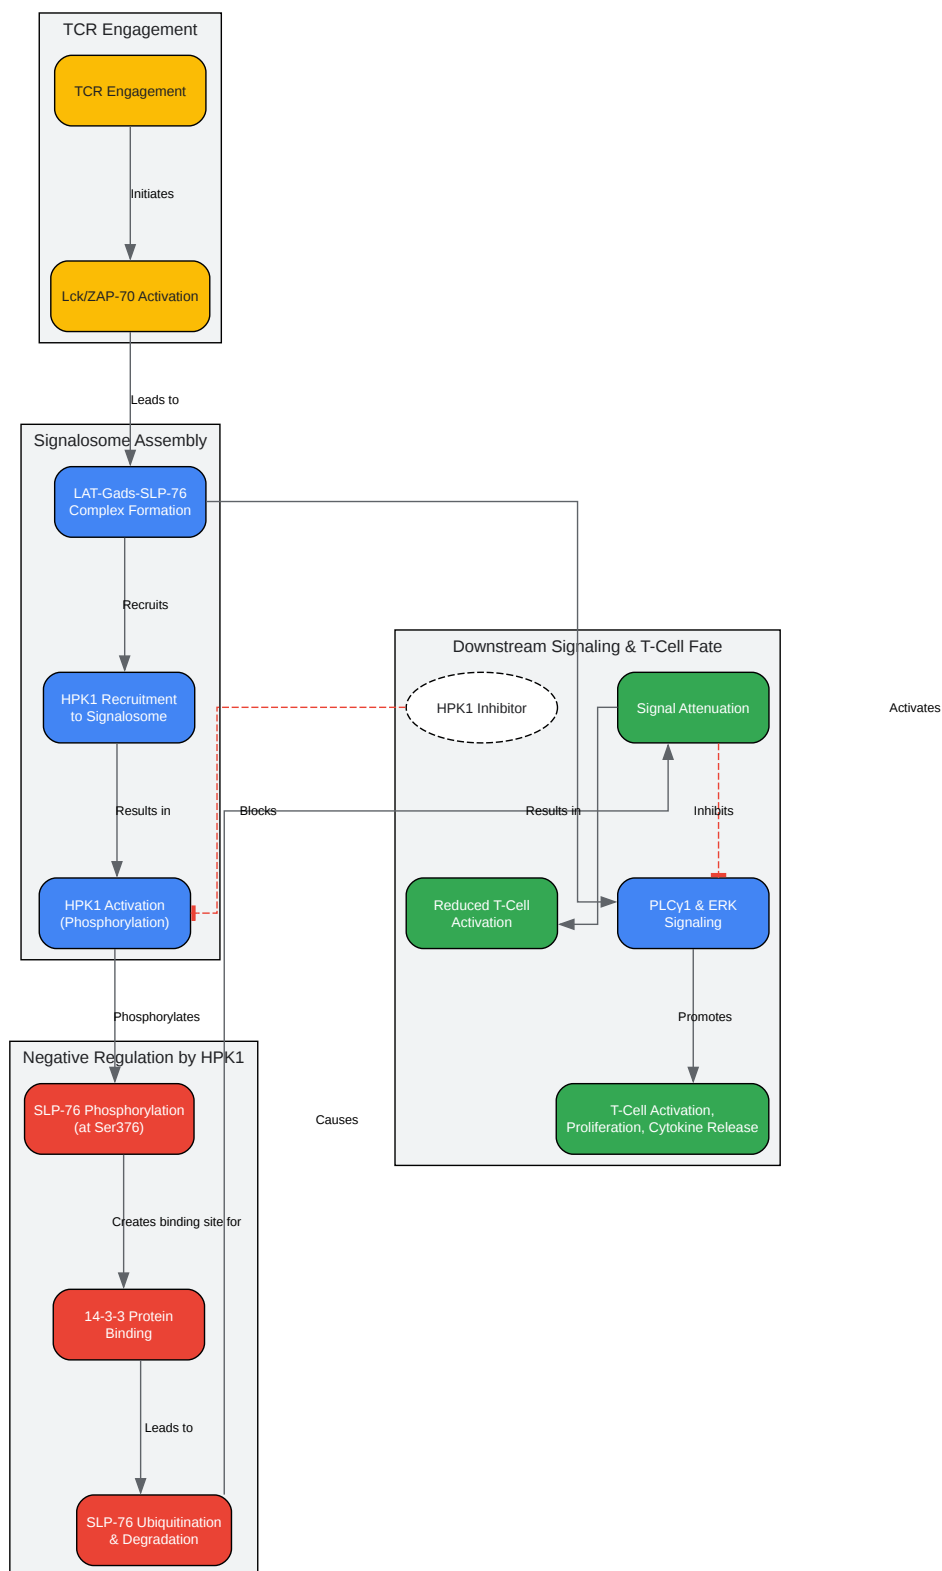 TCR Engagement
TCR Engagement
Initiates
Lck/ZAP-70 Activation
Leads to
Signalosome Assembly
LAT-Gads-SLP-76
Complex Formation
Recruits
HPK1 Recruitment
to Signalosome
Results in
HPK1 Activation
(Phosphorylation)
Phosphorylates
Negative Regulation by HPK1
SLP-76 Phosphorylation
(at Ser376)
Creates binding site for
14-3-3 Protein
Binding
Leads to
SLP-76 Ubiquitination
& Degradation
Blocks
Causes
Downstream Signaling & T-Cell Fate
HPK1 Inhibitor
Signal Attenuation
Results in
Inhibits
Reduced T-Cell
Activation
PLCγ1 & ERK
Signaling
Promotes
T-Cell Activation,
Proliferation, Cytokine Release
Activates